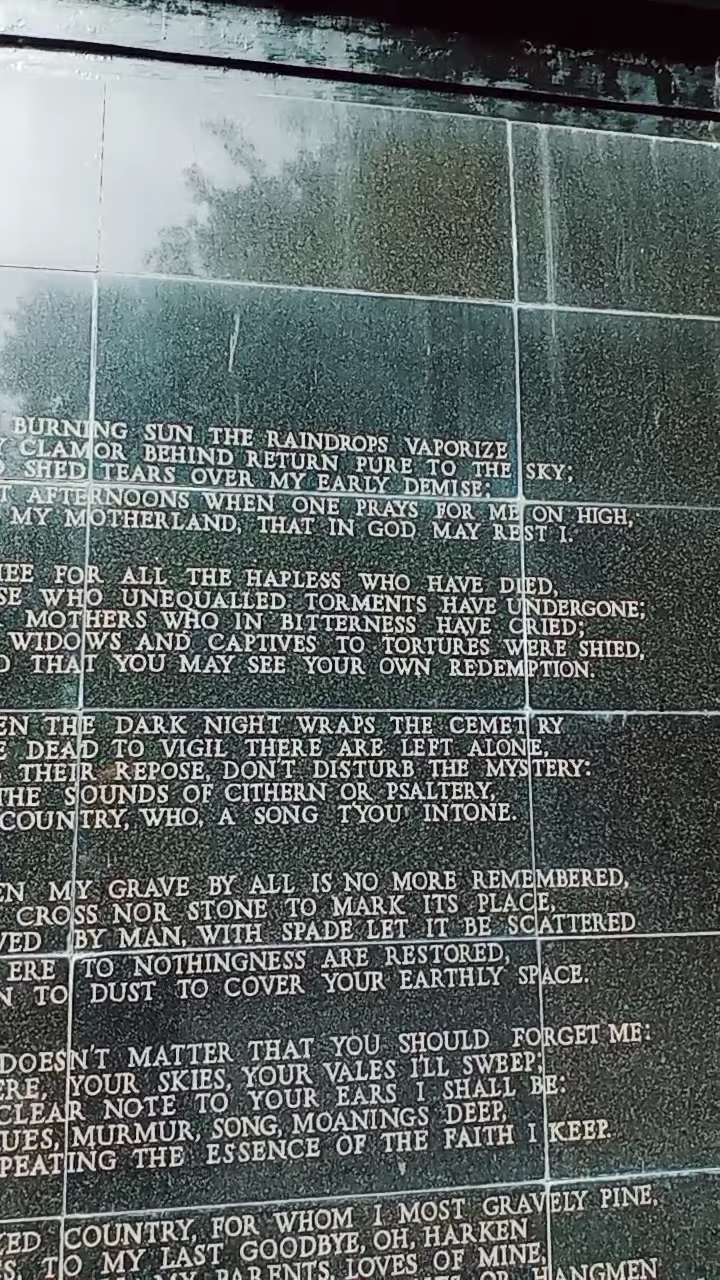 BURNING SUN THE RAINDROPS VAPORIZE
CLAMOR BEHIND RETURN PURE TO THE SKY;
SHED TEARS OVER MY EARLY DEMISE;
AFTERNOONS WHEN ONE PRAYS FOR ME ON HIGH,
MY MOTHERLAND, THAT IN GOD MAY REST I.
FOR ALL THE HAPLESS WHO HAVE DIED,
WHO UNEQUALLED TORMENTS HAVE UNDERGONE;
MOTHERS WHO IN BITTERNESS HAVE CRIED;
WIDOWS AND CAPTIVES TO TORTURES WERE SHIED,
THAT YOU MAY SEE YOUR OWN REDEMPTION.
THE DARK NIGHT WRAPS THE CEMET RY
DEAD TO VIGIL THERE ARE LEFT ALONE,
THEIR REPOSE, DON'T DISTURB THE MYSTERY:
THE SOUNDS OF CITHERN OR PSALTERY,
COUNTRY, WHO, A SONG T'YOU INTONE.
MY GRAVE BY ALL IS NO MORE REMEMBERED,
CROSS NOR STONE TO MARK ITS PLACE,
BY MAN, WITH SPADE LET IT BE SCATTERED
ERE TO NOTHINGNESS ARE RESTORED,
TO DUST TO COVER YOUR EARTHLY SPACE.
DOESN'T MATTER THAT YOU SHOULD FORGET ME:
YOUR SKIES, YOUR VALES I'LL SWEEP;
CLEAR NOTE TO YOUR EARS I SHALL BE:
MURMUR, SONG, MOANINGS DEEP,
PEATING THE ESSENCE OF THE FAITH I KEEP.
COUNTRY, FOR WHOM I MOST GRAVELY PINE,
TO MY LAST GOODBYE, OH, HARKEN
MY PARENTS, LOVES OF MINE,
HANGMEN